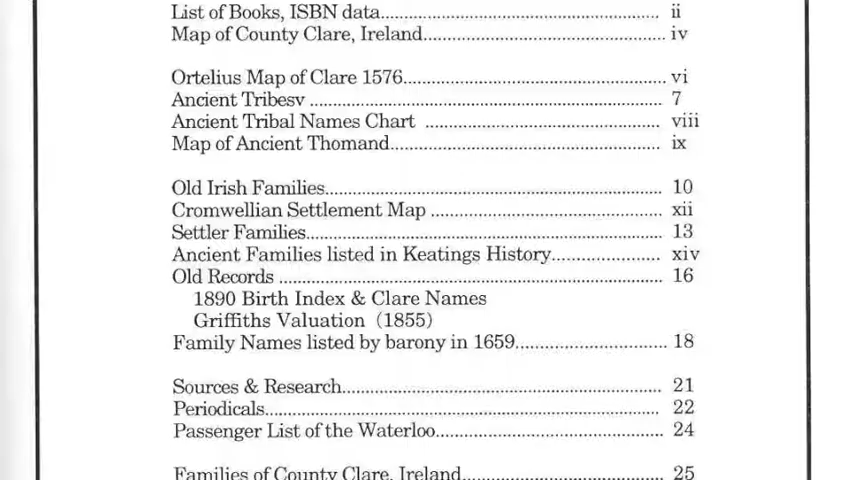 List of Books, ISBN data.................................................................... ii
Map of County Clare, Ireland............................................................ iv
Ortelius Map of Clare 1576................................................................ vi
Ancient Tribesv ................................................................................... 7
Ancient Tribal Names Chart ........................................................... viii
Map of Ancient Thomand................................................................. ix
Old Irish Families................................................................................ 10
Cromwellian Settlement Map .......................................................... xii
Settler Families................................................................................... 13
Ancient Families listed in Keatings History........................... xiv
Old Records ......................................................................................... 16
1890 Birth Index & Clare Names
Griffiths Valuation (1855)
Family Names listed by barony in 1659..................................... 18
Sources & Research............................................................................ 21
Periodicals............................................................................................ 22
Passenger List of the Waterloo........................................................ 24
Families of County Clare, Ireland.................................................. 25